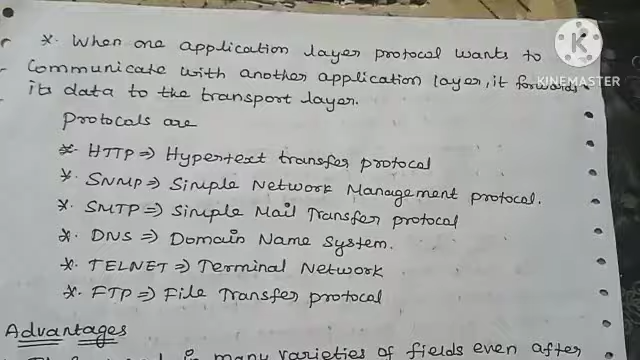 *. When one application layer protocol wants to
Communicate with another application layer, it forwards
its data to the transport layer.
Protocals are
*. HTTP ⇒ Hypertext transfer protocal
*. SNMP ⇒ Simple Network Management protocol.
*. SMTP ⇒ Simple Mail Transfer protocal
*. DNS ⇒ Domain Name System.
*. TELNET ⇒ Terminal Network
*. FTP ⇒ File Transfer protocal
Advantages
in many varieties of fields even after
KINEMASTER